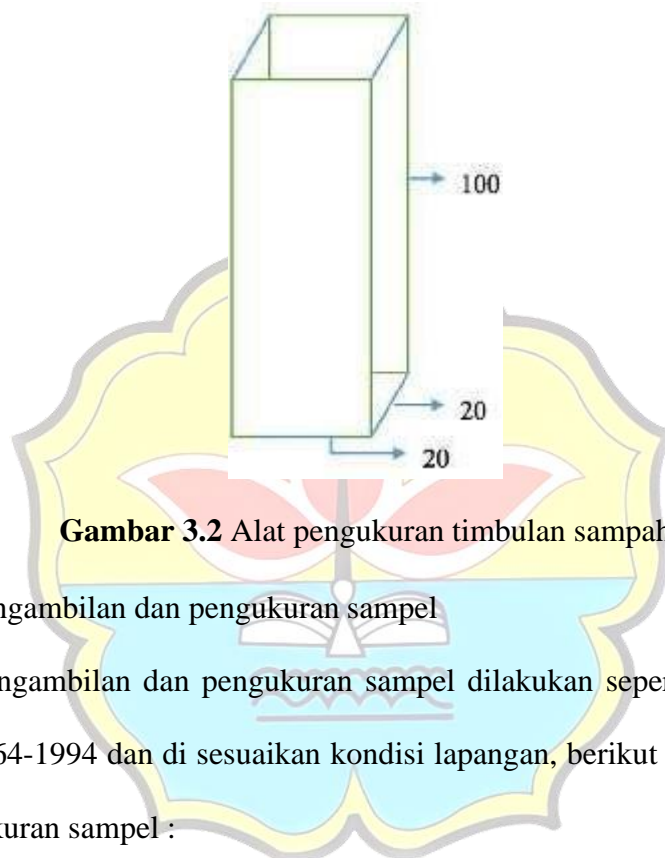 100
20
20
Gambar 3.2 Alat pengukuran timbulan sampah
ngambilan dan pengukuran sampel
ngambilan dan pengukuran sampel dilakukan seper
64-1994 dan di sesuaikan kondisi lapangan, berikut
kuran sampel :